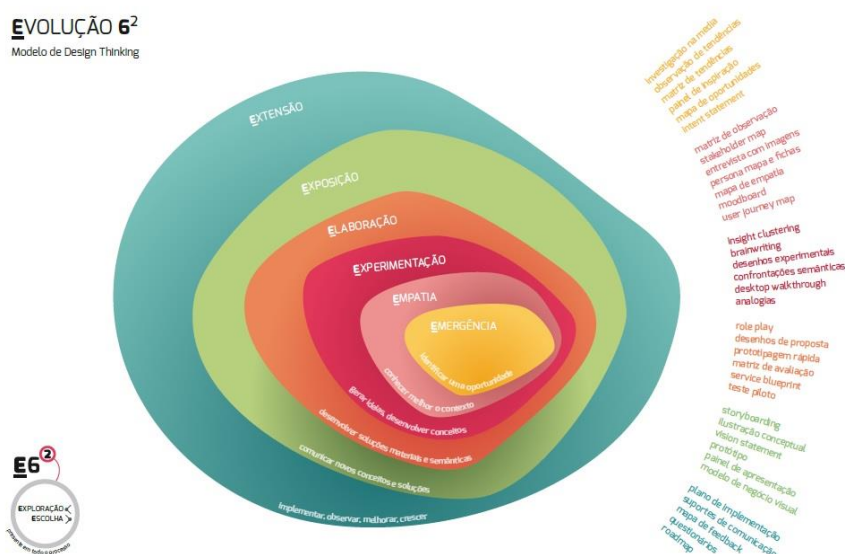 EVOLUÇÃO 6²
Modelo de Design Thinking
EXTENSÃO
EXPOSIÇÃO
ELABORAÇÃO
EXPERIMENTAÇÃO
EMPATIA
EMERGÊNCIA
identificar uma oportunidade
conhecer melhor o contexto
gerar ideias, desenvolver conceitos
desenvolver soluções materiais e semânticas
comunicar novos conceitos e soluções
implementar, observar, melhorar, crescer
investigação na media
observação de tendências
matriz de tendências
painel de inspiração
mapa de oportunidades
intent statement
matriz de observação
stakeholder map
entrevista com imagens
persona mapa e fichas
mapa de empatia
moodboard
user journey map
insight clustering
brainwriting
desenhos experimentais
confrontações semânticas
desktop walkthrough
analogias
role play
desenhos de proposta
prototipagem rápida
matriz de avaliação
service blueprint
teste piloto
storyboarding
ilustração conceptual
vision statement
protótipo
painel de apresentação
modelo de negócio visual
plano de implementação
suportes de comunicação
mapa de feedback
questionários
roadmap
E6²
EXPLORAÇÃO
ESCOLHA
presente em todo o processo